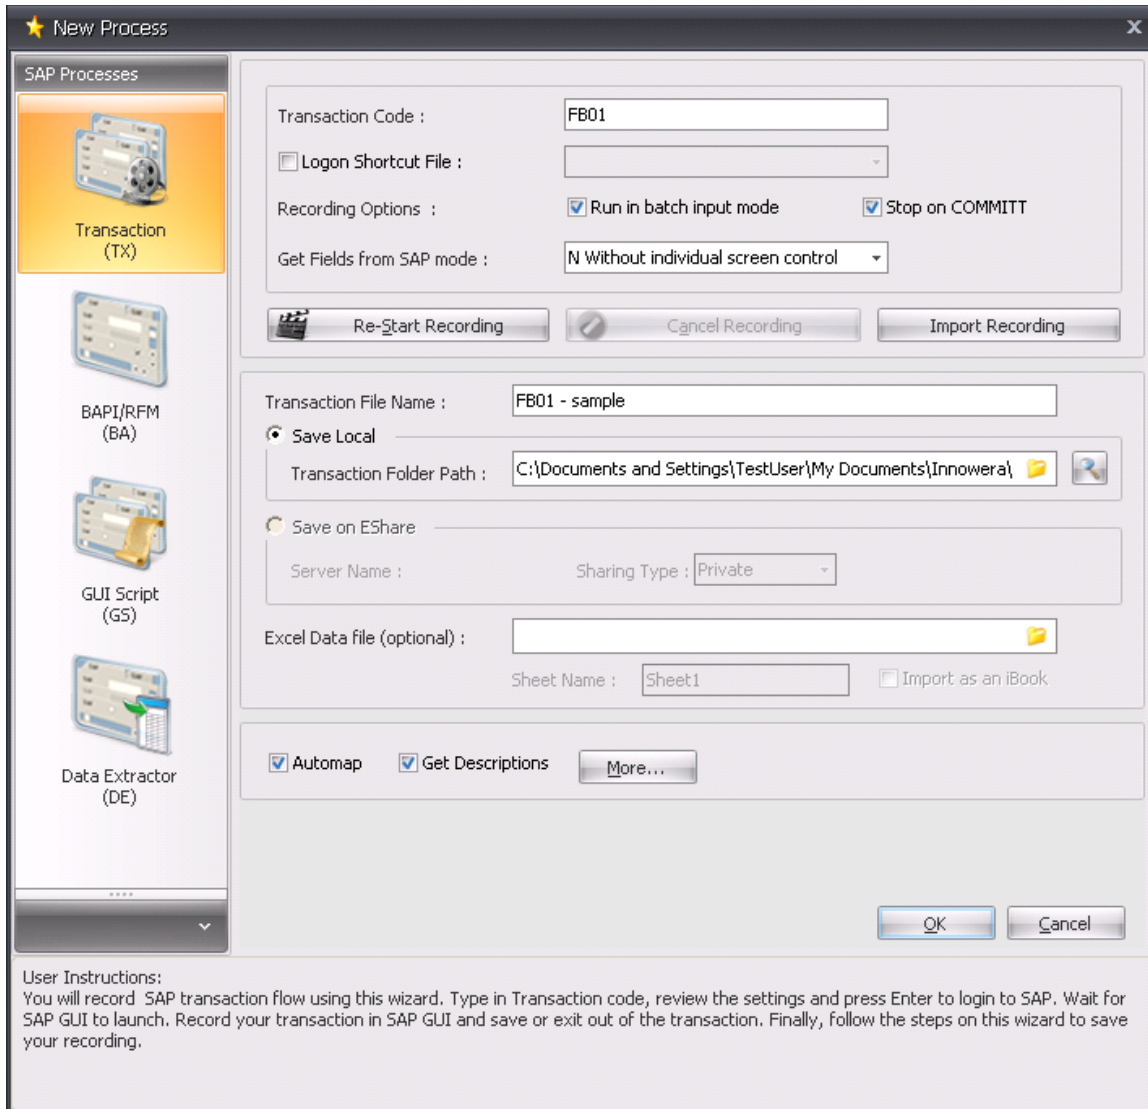 New Process
x
SAP Processes
Transaction
(TX)
BAPI/RFM
(BA)
GUI Script
(GS)
Data Extractor
(DE)
Transaction Code :
FB01
Logon Shortcut File :
Recording Options :
Run in batch input mode
Stop on COMMITT
Get Fields from SAP mode :
N Without individual screen control
Re-Start Recording
Cancel Recording
Import Recording
Transaction File Name :
FB01 - sample
Save Local
Transaction Folder Path :
C:\Documents and Settings\TestUser\My Documents\Innowera\
Save on EShare
Server Name :
Sharing Type :
Private
Excel Data file (optional) :
Sheet Name :
Sheet1
Import as an iBook
Automap
Get Descriptions
More...
OK
Cancel
User Instructions:
You will record  SAP transaction flow using this wizard. Type in Transaction code, review the settings and press Enter to login to SAP. Wait for
SAP GUI to launch. Record your transaction in SAP GUI and save or exit out of the transaction. Finally, follow the steps on this wizard to save
your recording.